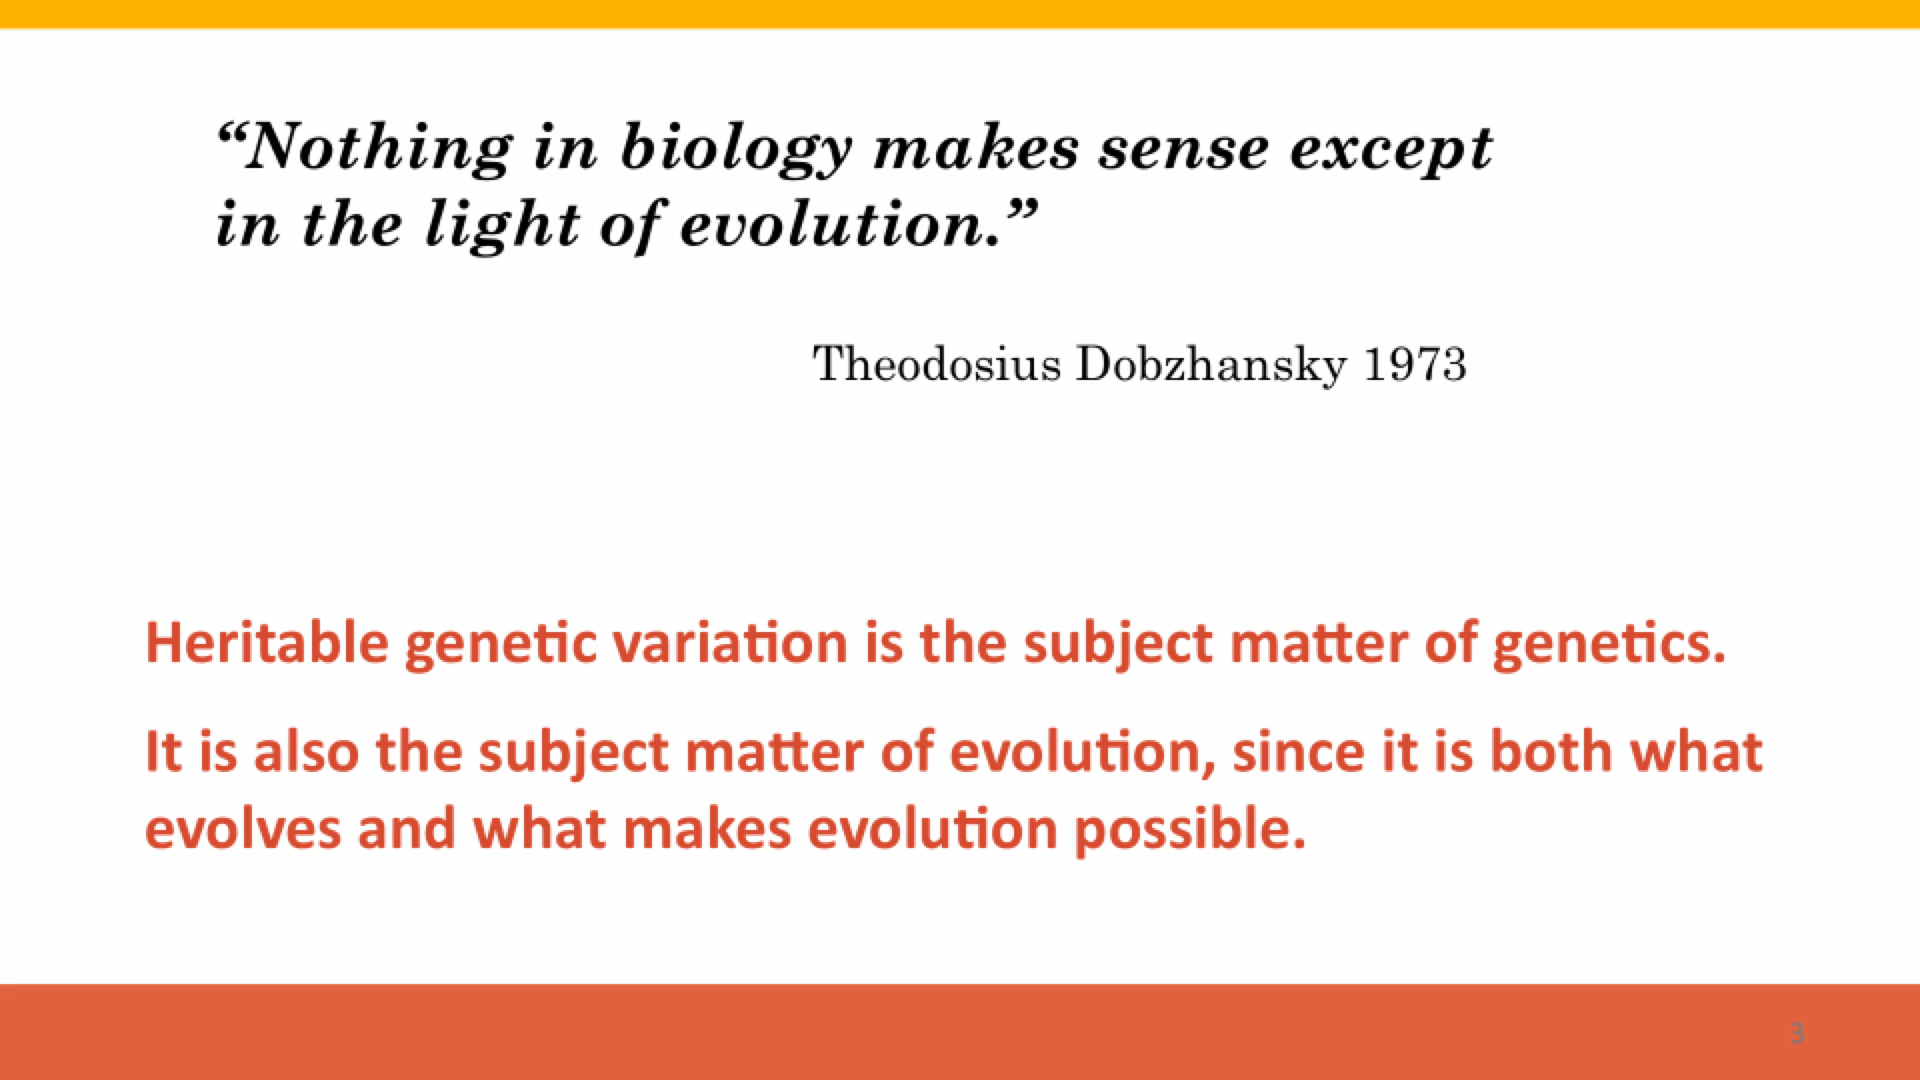 “Nothing in biology makes sense except
in the light of evolution.”
Theodosius Dobzhansky 1973
Heritable genetic variation is the subject matter of genetics.
It is also the subject matter of evolution, since it is both what
evolves and what makes evolution possible.
3